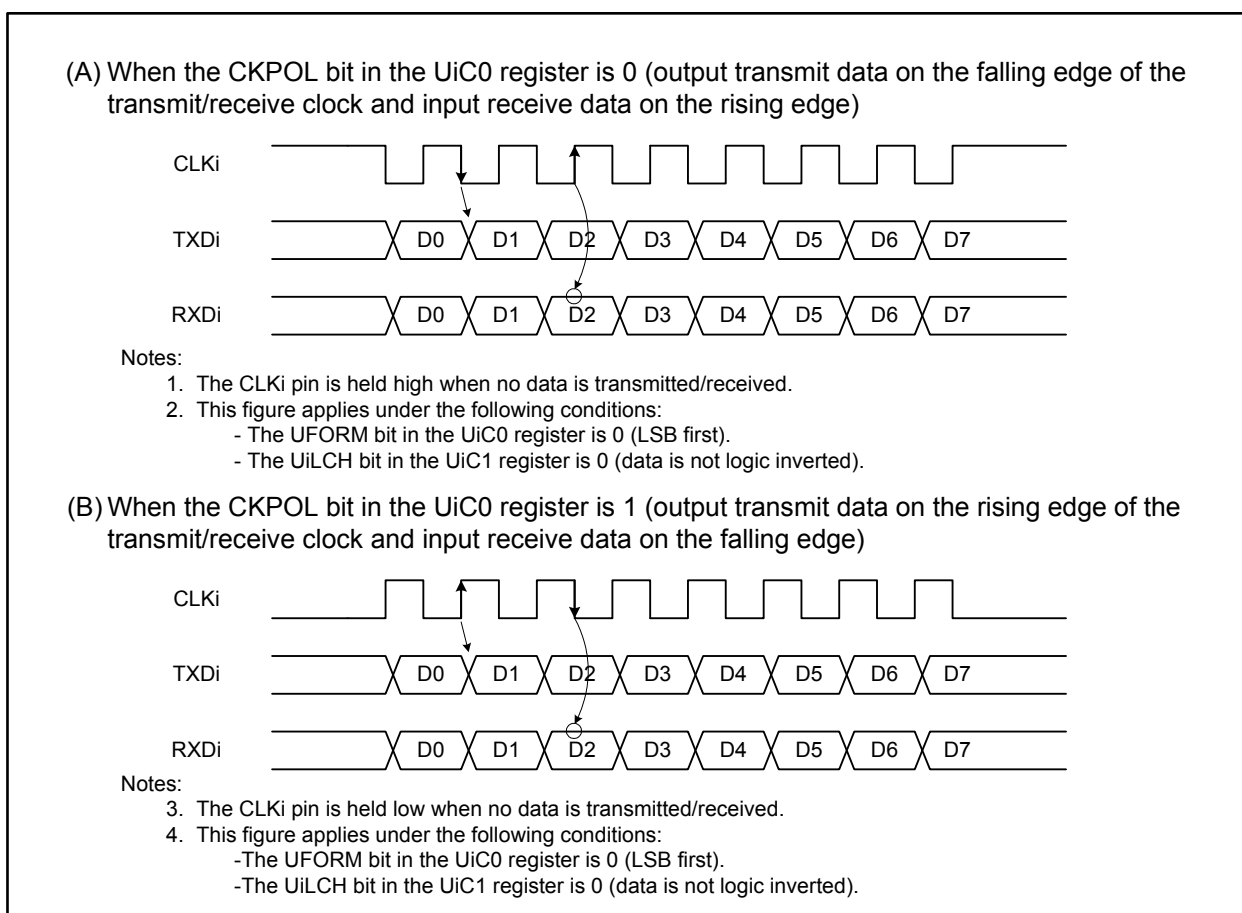 (A) When the CKPOL bit in the UiC0 register is 0 (output transmit data on the falling edge of the
transmit/receive clock and input receive data on the rising edge)
CLKi
TXDi D0 D1 D2 D3 D4 D5 D6 D7
RXDi D0 D1 D2 D3 D4 D5 D6 D7
Notes:
1. The CLKi pin is held high when no data is transmitted/received.
2. This figure applies under the following conditions:
- The UFORM bit in the UiC0 register is 0 (LSB first).
- The UiLCH bit in the UiC1 register is 0 (data is not logic inverted).
(B) When the CKPOL bit in the UiC0 register is 1 (output transmit data on the rising edge of the
transmit/receive clock and input receive data on the falling edge)
CLKi
TXDi D0 D1 D2 D3 D4 D5 D6 D7
RXDi D0 D1 D2 D3 D4 D5 D6 D7
Notes:
3. The CLKi pin is held low when no data is transmitted/received.
4. This figure applies under the following conditions:
-The UFORM bit in the UiC0 register is 0 (LSB first).
-The UiLCH bit in the UiC1 register is 0 (data is not logic inverted).